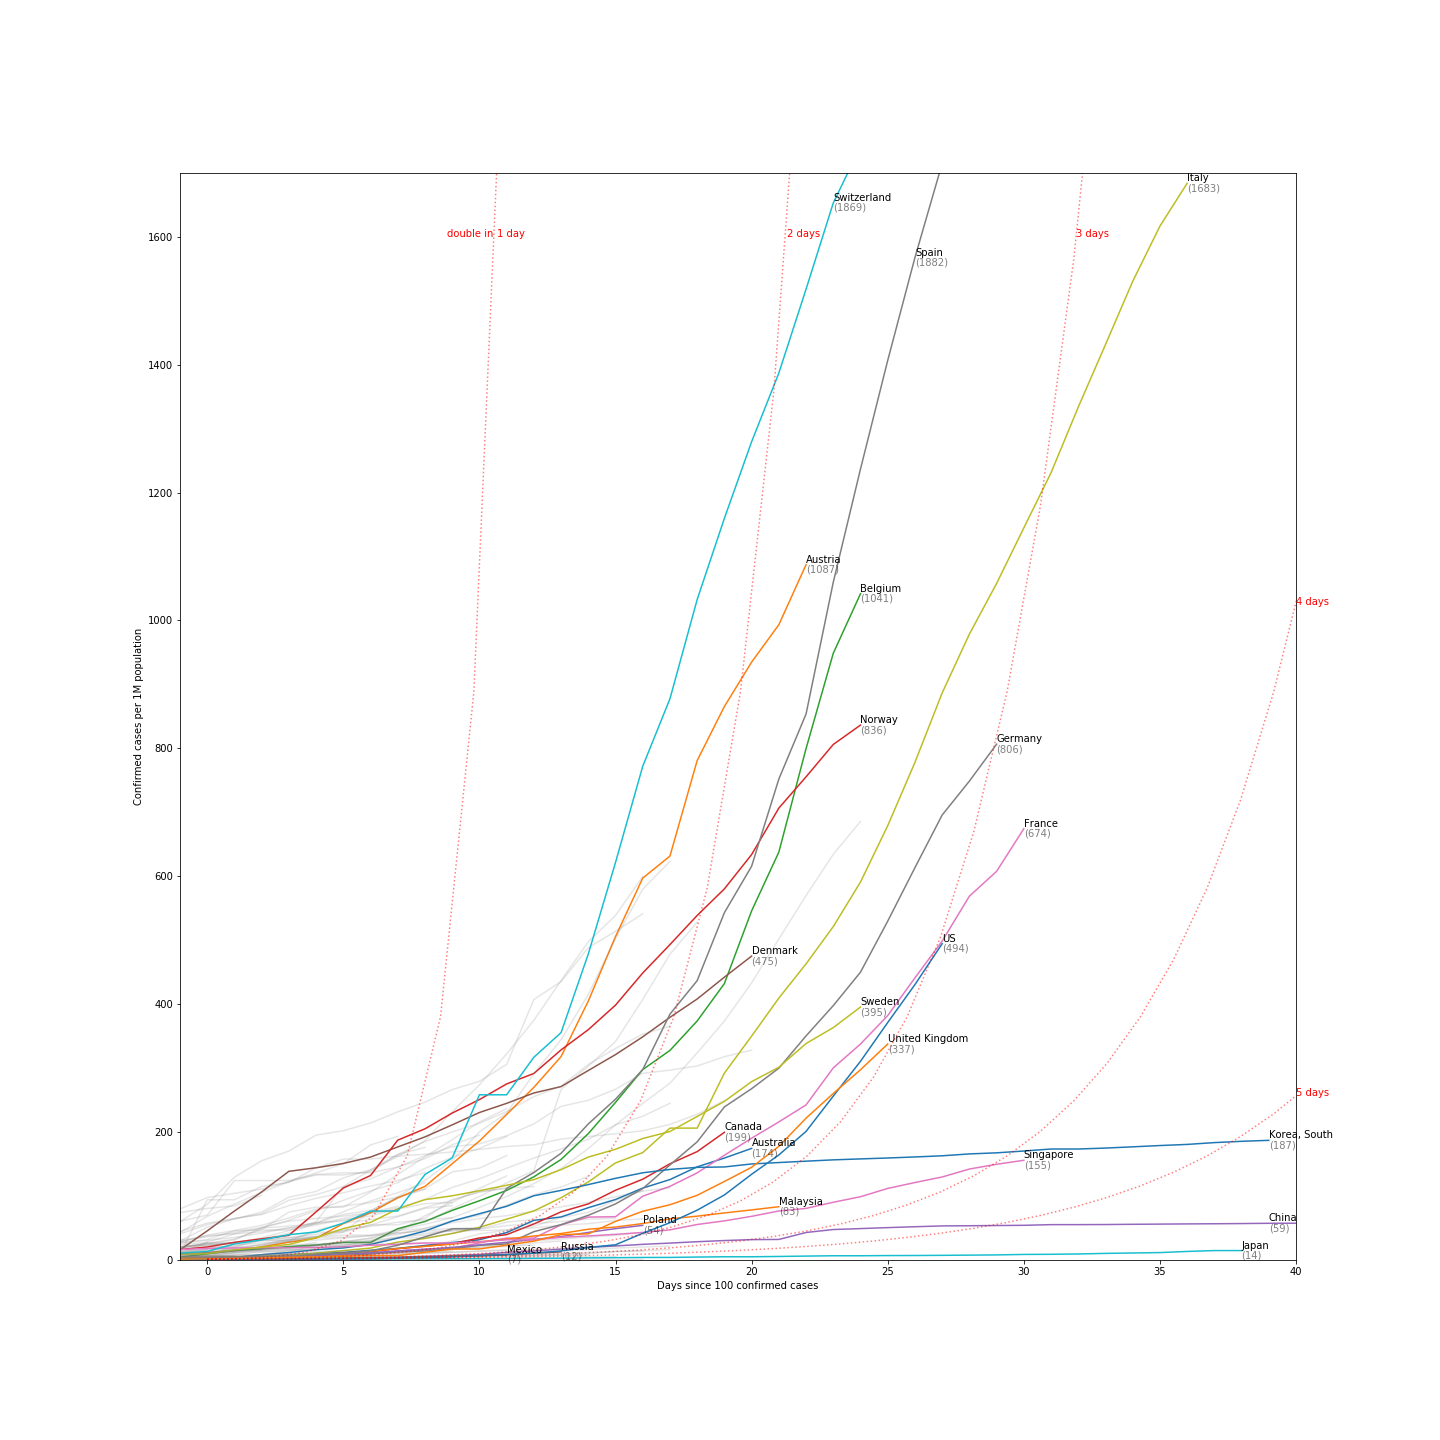 Italy
(1683)
Switzerland
(1869)
double in 1 day
2 days
3 days
1600
Spain
(1882)
1400
1200
Austria
(1087)
Belgium
(1041)
4 days
1000
Confirmed cases per 1M population
Norway
(836)
Germany
(806)
800
France
(674)
600
US
(494)
Denmark
(475)
Sweden
(395)
400
United Kingdom
(337)
5 days
Canada
(199)
Korea, South
(187)
Australia
(174)
200
Singapore
(155)
Malaysia
(83)
Poland
(54)
China
(59)
Mexico
(7)
Russia
(12)
Japan
(14)
0
0 5 10 15 20 25 30 35 40
Days since 100 confirmed cases